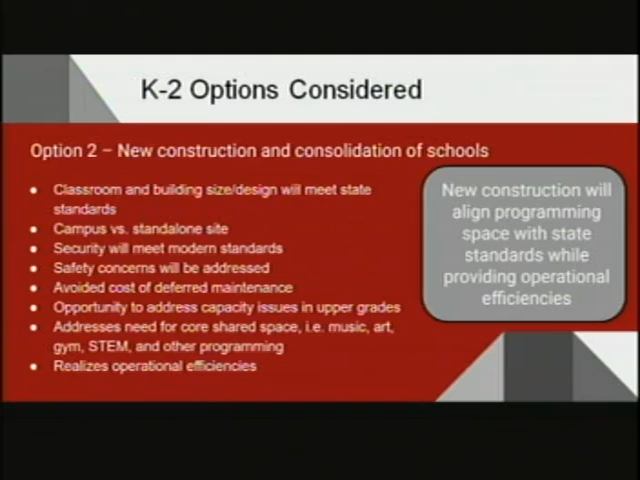 K-2 Options Considered
Option 2 – New construction and consolidation of schools
● Classroom and building size/design will meet state
standards
● Campus vs. standalone site
● Security will meet modern standards
● Safety concerns will be addressed
● Avoided cost of deferred maintenance
● Opportunity to address capacity issues in upper grades
● Addresses need for core shared space, i.e. music, art,
gym, STEM, and other programming
● Realizes operational efficiencies
New construction will
align programming
space with state
standards while
providing operational
efficiencies